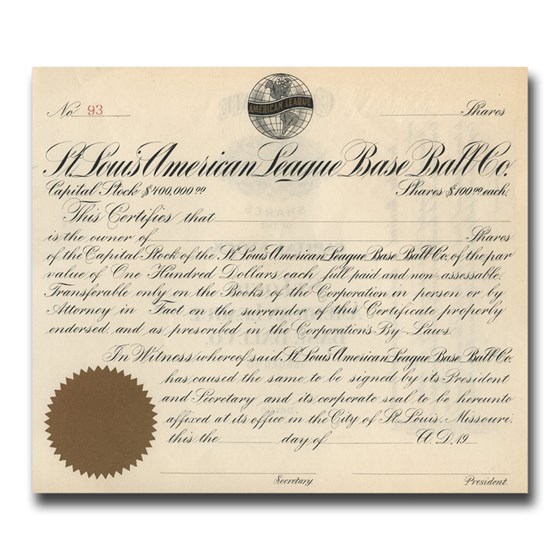 AMERICAN LEAGUE
No. 93 Shares
St. Louis American League Base Ball Co.
Capital Stock $400,000.00 Shares $100.00 each.
This Certifies that
is the owner of Shares
of the Capital Stock of the St. Louis American League Base Ball Co. of the par
value of One Hundred Dollars each full paid and non-assessable.
Transferable only on the Books of the Corporation in person or by
Attorney in Fact on the surrender of this Certificate properly
endorsed, and as prescribed in the Corporation's By-Laws.
In Witness whereof, said St. Louis American League Base Ball Co.
has caused the same to be signed by its President
and Secretary and its corporate seal to be hereunto
affixed at its office in the City of St. Louis, Missouri,
this the day of A.D. 19
Secretary President.